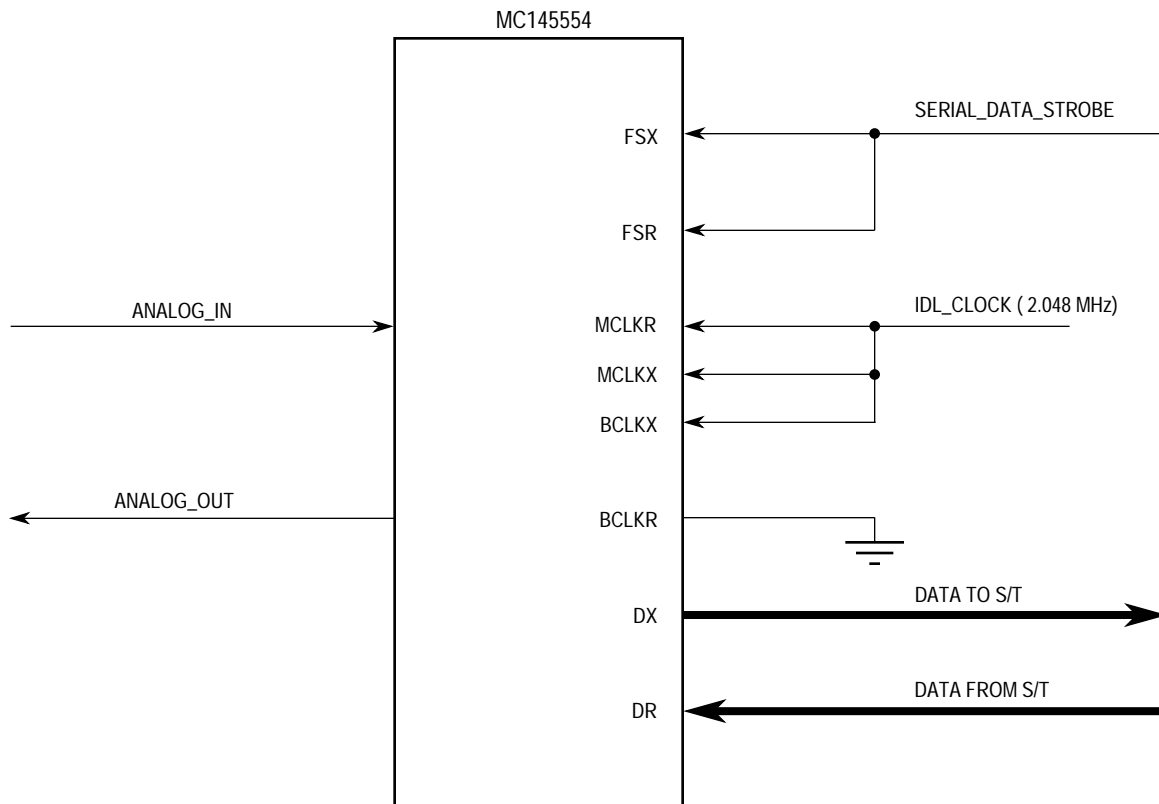 MC145554
SERIAL_DATA_STROBE
FSX
FSR
ANALOG_IN
IDL_CLOCK ( 2.048 MHz)
MCLKR
MCLKX
BCLKX
ANALOG_OUT
BCLKR
DATA TO S/T
DX
DATA FROM S/T
DR